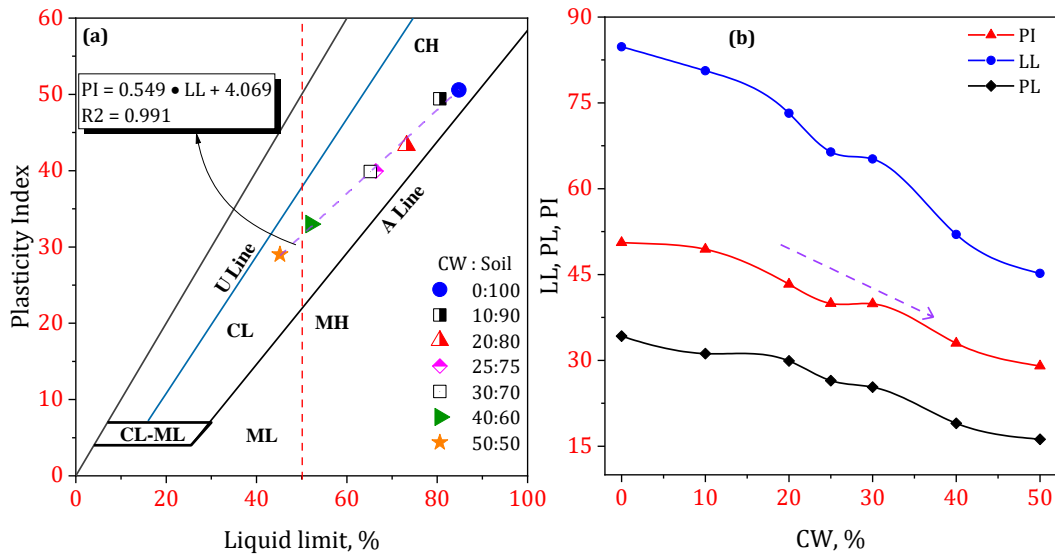 (a)
PI = 0.549 • LL + 4.069
R2 = 0.991
CH
U Line
A Line
CL
MH
CL-ML
ML
CW : Soil
0:100
10:90
20:80
25:75
30:70
40:60
50:50
60
50
40
30
20
10
0
0 20 40 60 80 100
Plasticity Index
Liquid limit, %
(b)
PI
LL
PL
90
75
60
45
30
15
0 10 20 30 40 50
LL, PL, PI
CW, %